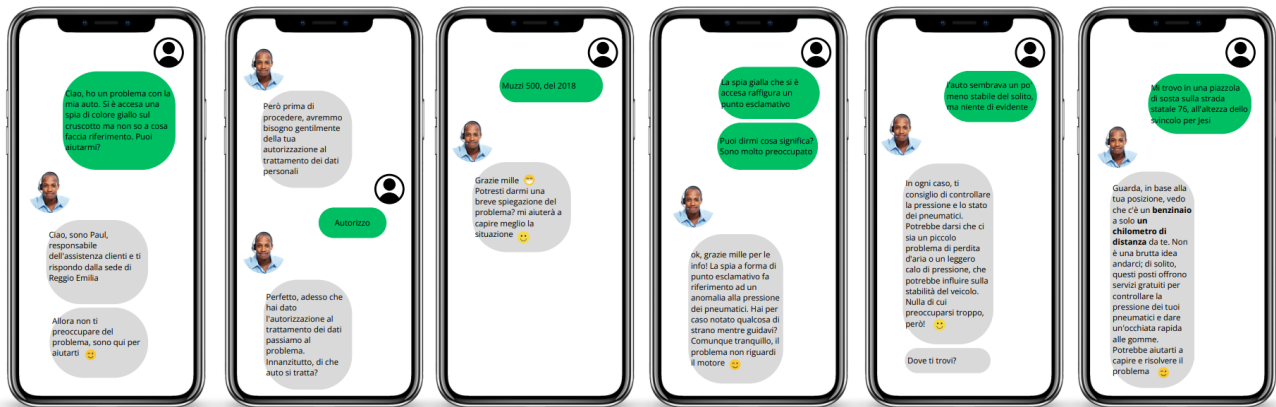 Ciao, ho un problema con la
mia auto. Si è accesa una
spia di colore giallo sul
cruscotto ma non so a cosa
faccia riferimento. Puoi
aiutarmi?
Ciao, sono Paul,
responsabile
dell'assistenza clienti e ti
rispondo dalla sede di
Reggio Emilia
Allora non ti
preoccupare del
problema, sono qui per
aiutarti
Però prima di
procedere, avremmo
bisogno gentilmente
della tua
autorizzazione al
trattamento dei dati
personali
Autorizzo
Perfetto, adesso che
hai dato
l'autorizzazione al
trattamento dei dati
passiamo al
problema.
Innanzitutto, di che
auto si tratta?
Muzzi 500, del 2018
Grazie mille 😁
Potresti darmi una
breve spiegazione del
problema? mi aiuterà a
capire meglio la
situazione 🙂
La spia gialla che si è
accesa raffigura un
punto esclamativo
Puoi dirmi cosa significa?
Sono molto preoccupato
ok, grazie mille per le
info! La spia a forma di
punto esclamativo fa
riferimento ad un
anomalia alla pressione
dei pneumatici. Hai per
caso notato qualcosa di
strano mentre guidavi?
Comunque tranquillo, il
problema non riguardi
il motore 😊
l'auto sembrava un po'
meno stabile del solito,
ma niente di evidente
In ogni caso, ti
consiglio di controllare
la pressione e lo stato
dei pneumatici.
Potrebbe darsi che ci
sia un piccolo
problema di perdita
d'aria o un leggero
calo di pressione, che
potrebbe influire sulla
stabilità del veicolo.
Nulla di cui
preoccuparsi troppo,
però! 🙂
Dove ti trovi?
Mi trovo in una piazzola
di sosta sulla strada
statale 76, all'altezza dello
svincolo per Jesi
Guarda, in base alla
tua posizione, vedo
che c'è un benzinaio
a solo un
chilometro di
distanza da te. Non
è una brutta idea
andarci; di solito,
questi posti offrono
servizi gratuiti per
controllare la
pressione dei tuoi
pneumatici e dare
un'occhiata rapida
alle gomme.
Potrebbe aiutarti a
capire e risolvere il
problema 😊